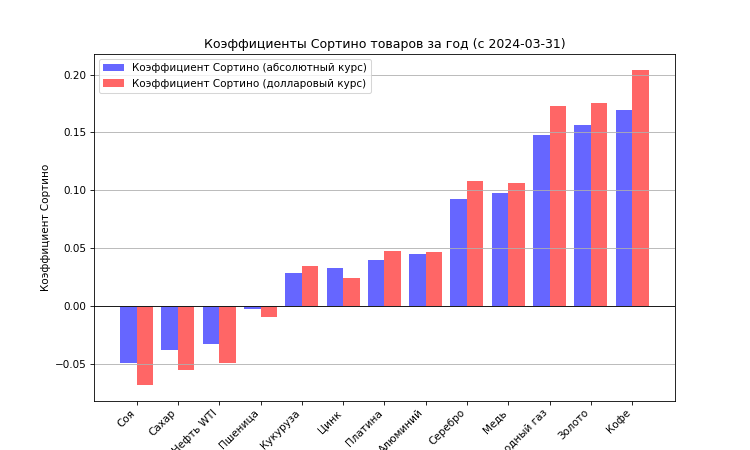 Коэффициенты Сортино товаров за год (с 2024-03-31)
Коэффициент Сортино (абсолютный курс)
Коэффициент Сортино (долларовый курс)
Коэффициент Сортино
0.20
0.15
0.10
0.05
0.00
−0.05
Соя
Сахар
Нефть WTI
Пшеница
Кукуруза
Цинк
Платина
Алюминий
Серебро
Медь
газ
Золото
Кофе